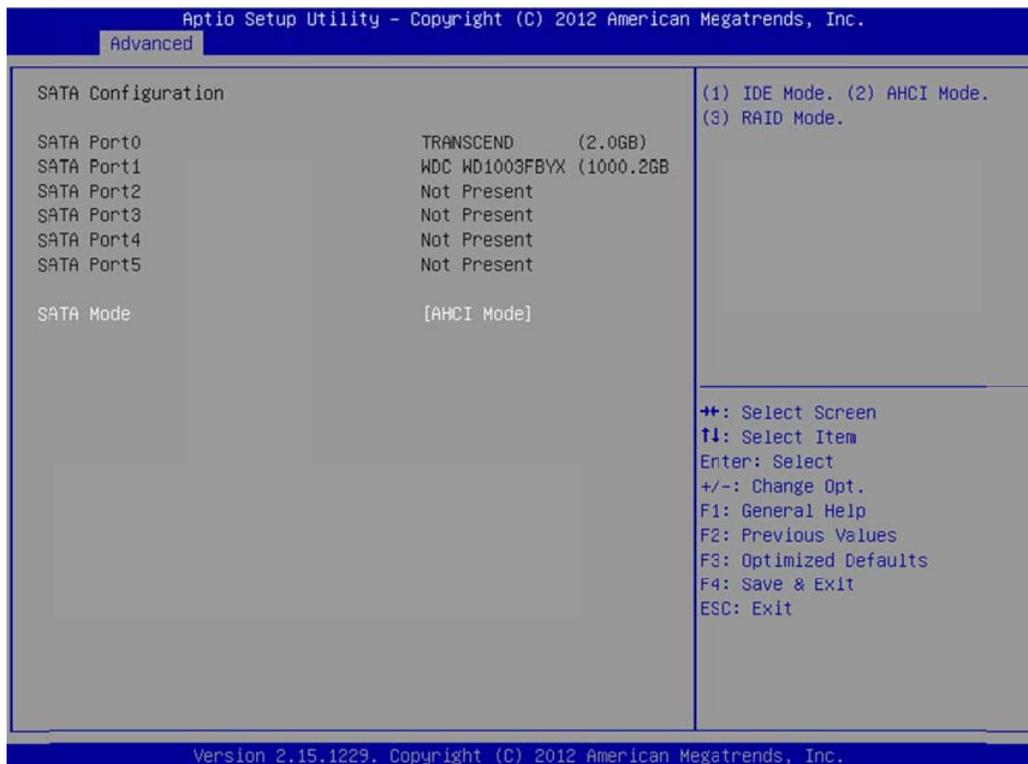 Aptio Setup Utility – Copyright (C) 2012 American Megatrends, Inc.
Advanced
SATA Configuration
SATA Port0 TRANSCEND (2.0GB)
SATA Port1 WDC WD1003FBYX (1000.2GB
SATA Port2 Not Present
SATA Port3 Not Present
SATA Port4 Not Present
SATA Port5 Not Present
SATA Mode [AHCI Mode]
(1) IDE Mode. (2) AHCI Mode.
(3) RAID Mode.
→←: Select Screen
↑↓: Select Item
Enter: Select
+/-: Change Opt.
F1: General Help
F2: Previous Values
F3: Optimized Defaults
F4: Save & Exit
ESC: Exit
Version 2.15.1229. Copyright (C) 2012 American Megatrends, Inc.